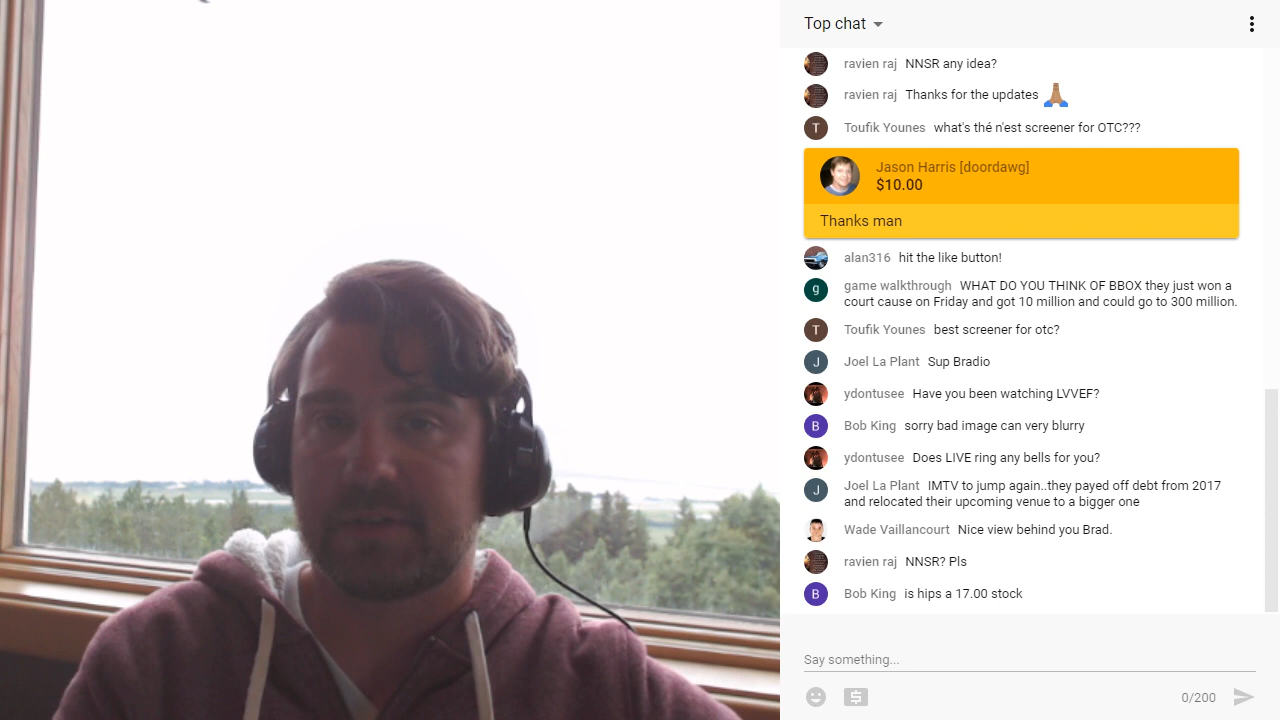 Top chat
ravien raj NNSR any idea?
ravien raj Thanks for the updates 🙏
T Toufik Younes what's thé n'est screener for OTC???
Jason Harris [doordawg]
$10.00
Thanks man
alan316 hit the like button!
g game walkthrough WHAT DO YOU THINK OF BBOX they just won a
court cause on Friday and got 10 million and could go to 300 million.
T Toufik Younes best screener for otc?
J Joel La Plant Sup Bradio
ydontusee Have you been watching LVVEF?
B Bob King sorry bad image can very blurry
ydontusee Does LIVE ring any bells for you?
J Joel La Plant IMTV to jump again..they payed off debt from 2017
and relocated their upcoming venue to a bigger one
Wade Vaillancourt Nice view behind you Brad.
ravien raj NNSR? Pls
B Bob King is hips a 17.00 stock
Say something...
0/200